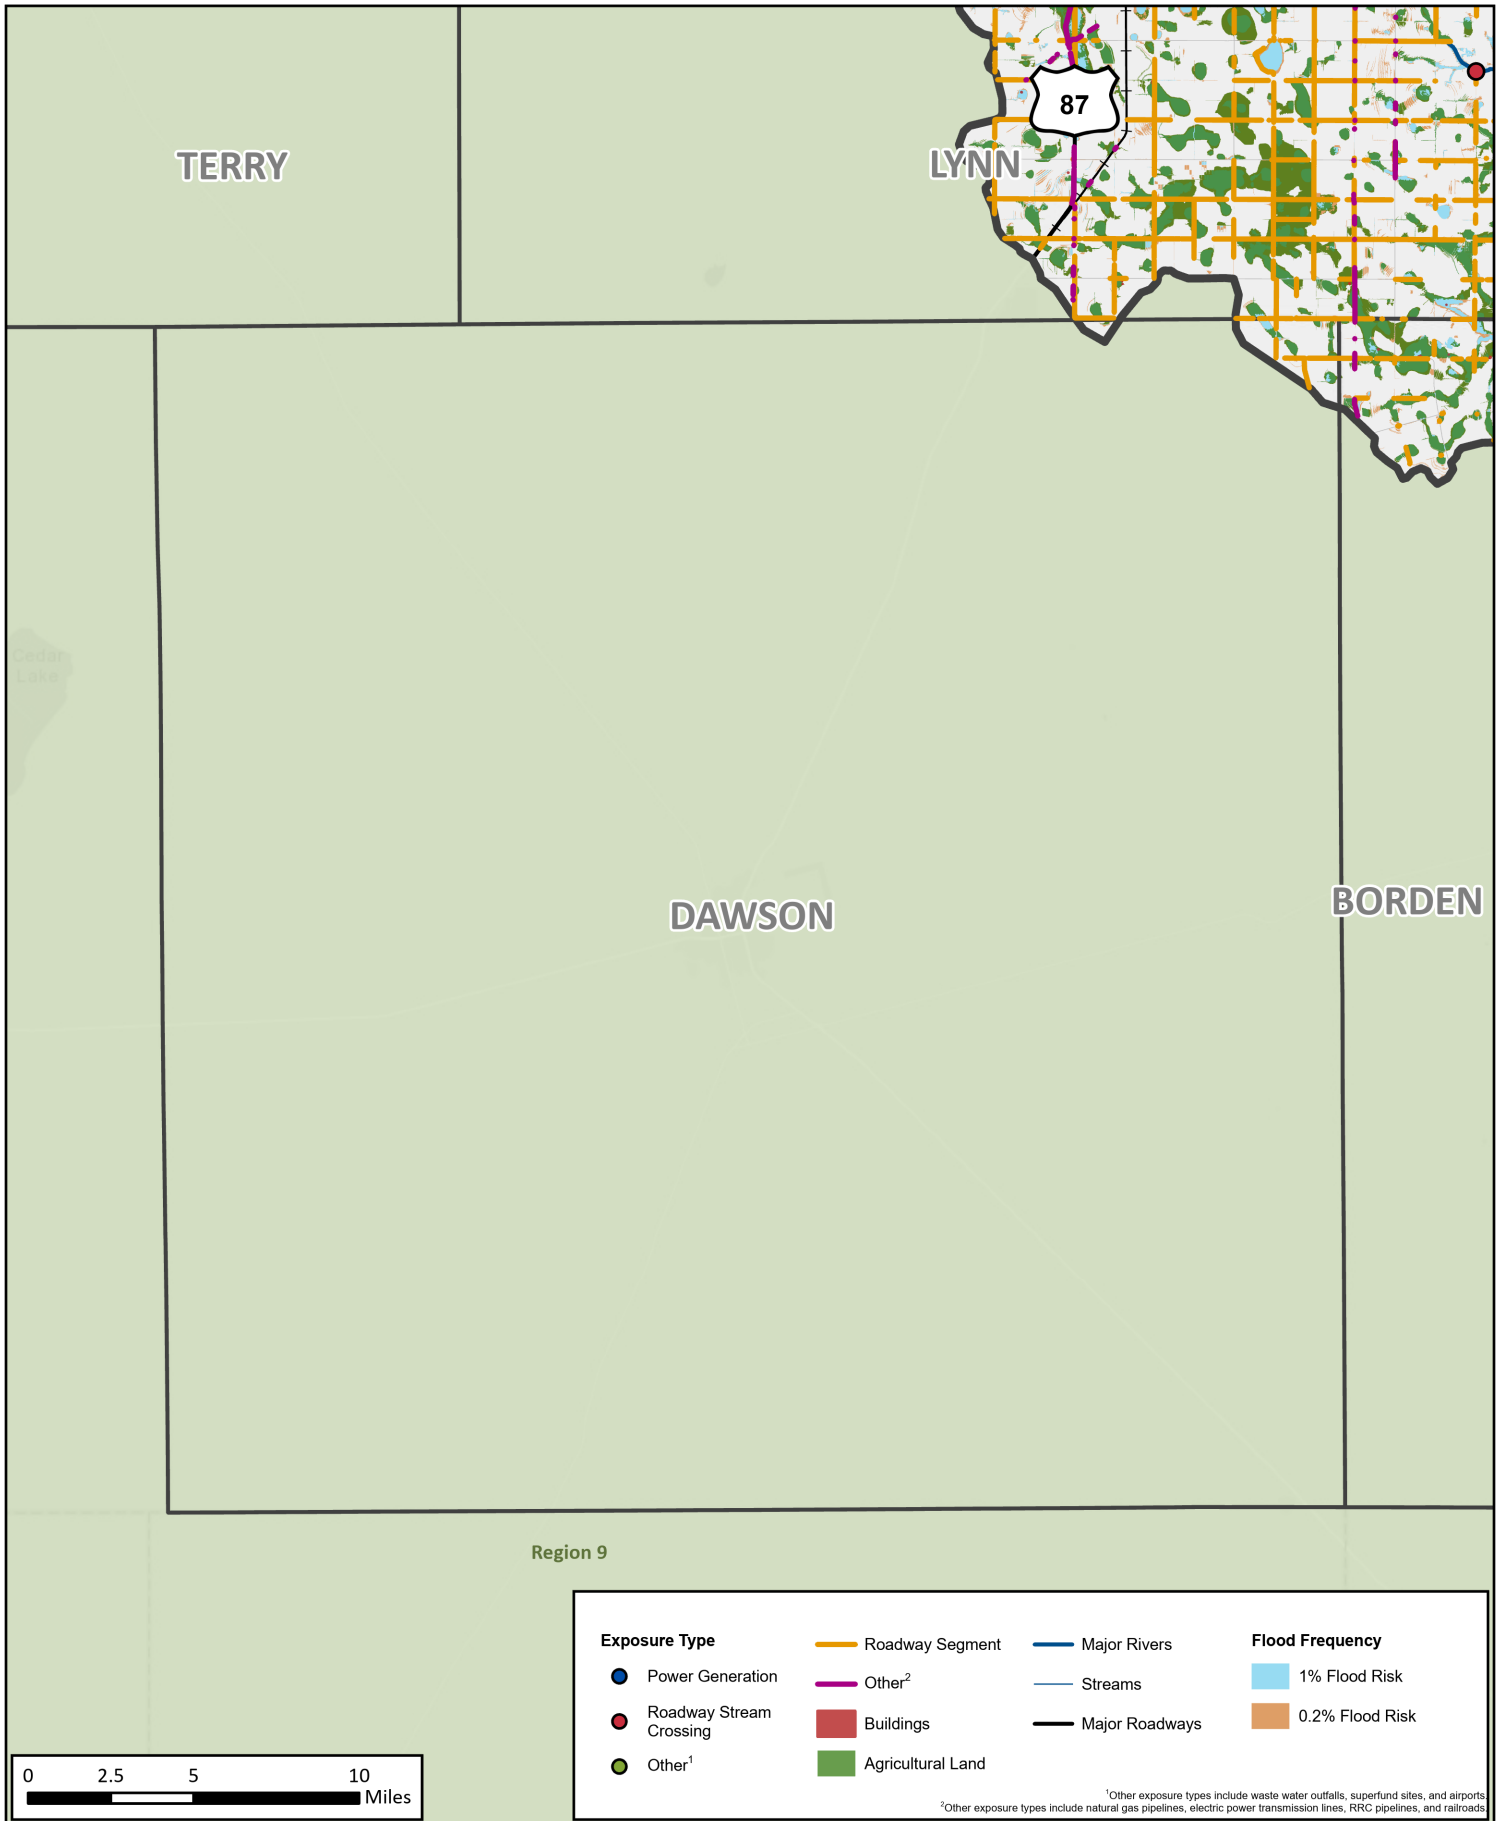 87
TERRY
LYNN
Cedar
Lake
DAWSON
BORDEN
Region 9
Exposure Type
Power Generation
Roadway Stream
Crossing
Other1
Roadway Segment
Other2
Buildings
Agricultural Land
Major Rivers
Streams
Major Roadways
Flood Frequency
1% Flood Risk
0.2% Flood Risk
1Other exposure types include waste water outfalls, superfund sites, and airports.
2Other exposure types include natural gas pipelines, electric power transmission lines, RRC pipelines, and railroads.
0 2.5 5 10
Miles